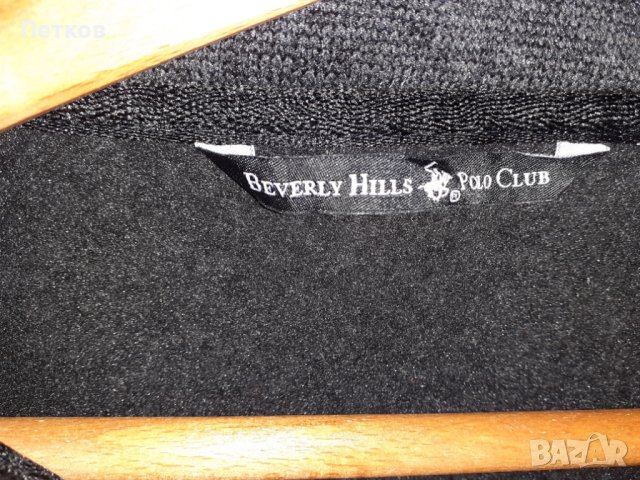 Петков
BEVERLY HILLS POLO CLUB
BAZAR